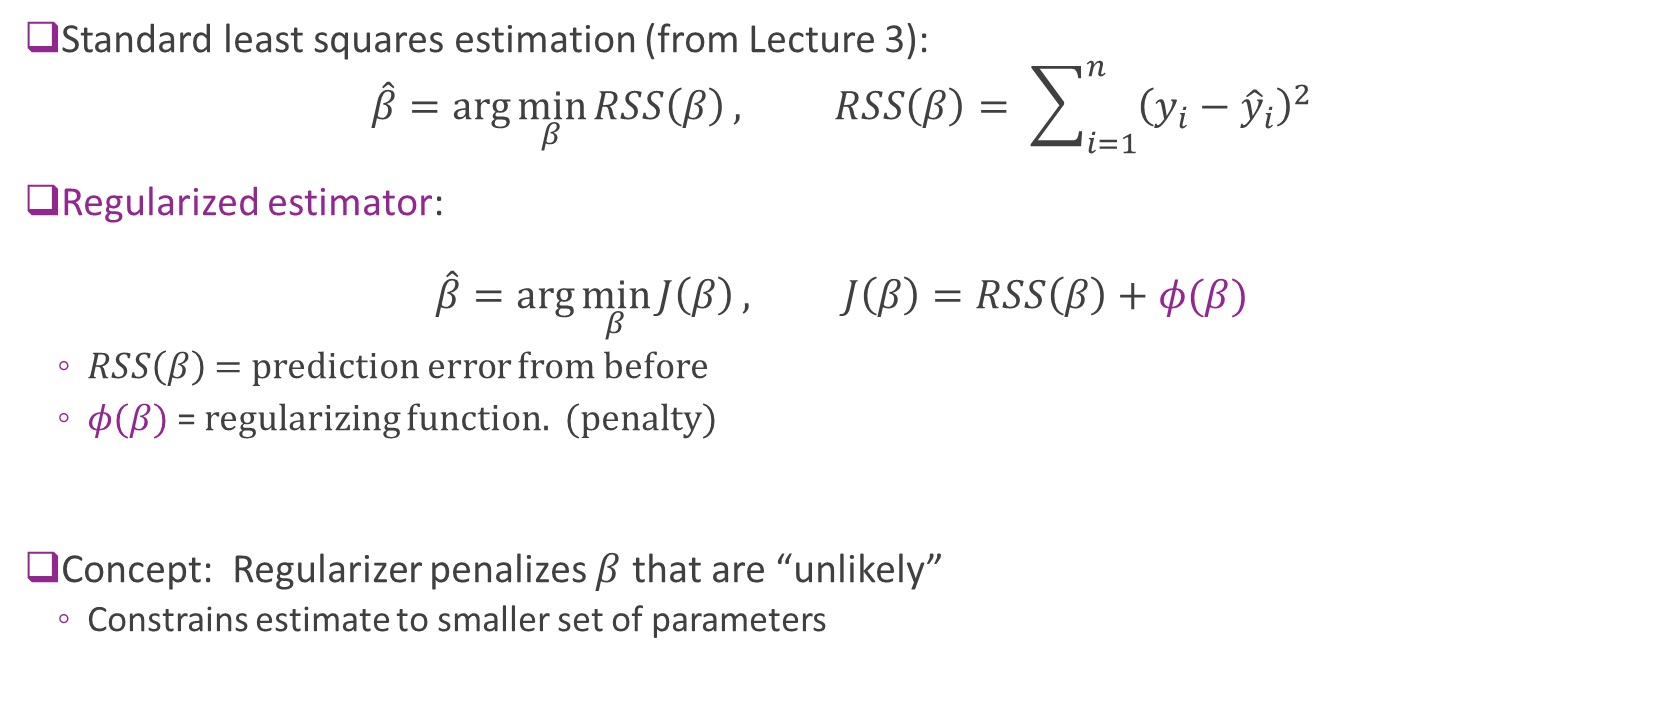 ❑Standard least squares estimation (from Lecture 3):
β̂ = arg min_β RSS(β) ,  RSS(β) = ∑_{i=1}^{n} (y_i − ŷ_i)²
❑Regularized estimator:
β̂ = arg min_β J(β) ,  J(β) = RSS(β) + ϕ(β)
◦ RSS(β) = prediction error from before
◦ ϕ(β) = regularizing function. (penalty)
❑Concept: Regularizer penalizes β that are “unlikely”
◦ Constrains estimate to smaller set of parameters